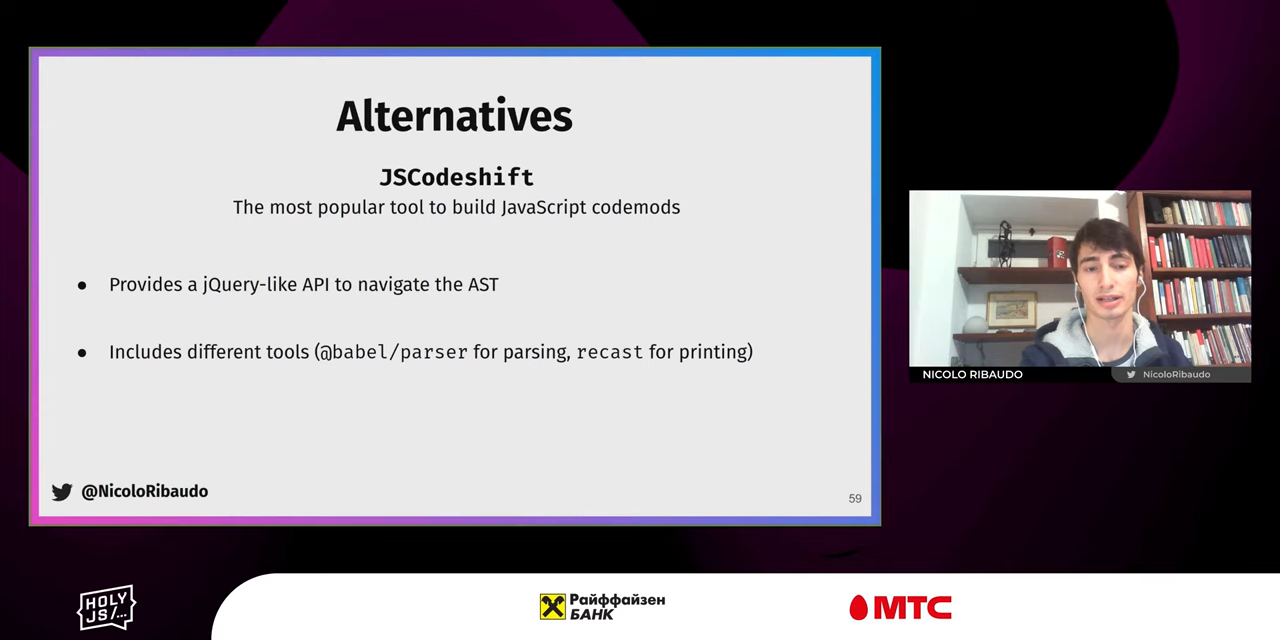 Alternatives
JSCodeshift
The most popular tool to build JavaScript codemods
● Provides a jQuery-like API to navigate the AST
● Includes different tools (@babel/parser for parsing, recast for printing)
@NicoloRibaudo
59
NICOLO RIBAUDO
NicoloRibaudo
HOLY
JS/...
Райффайзен
БАНК
МТС